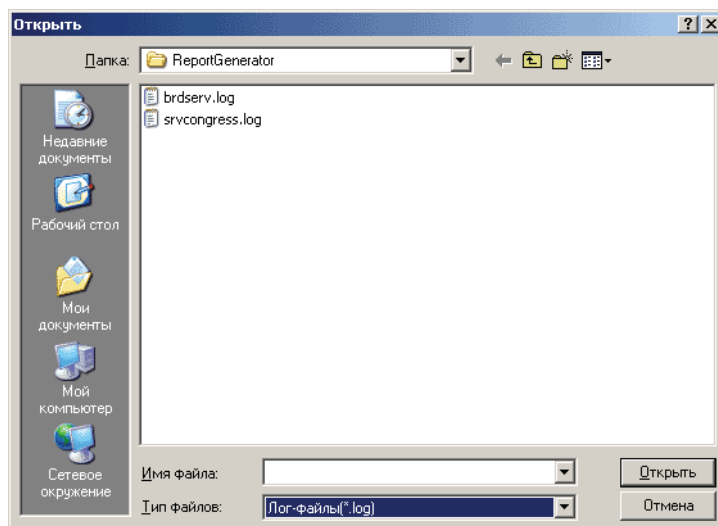 Открыть
Папка: ReportGenerator
brdserv.log
srvcongress.log
Недавние
документы
Рабочий стол
Мои
документы
Мой
компьютер
Сетевое
окружение
Имя файла:
Открыть
Тип файлов: Лог-файлы(*.log)
Отмена